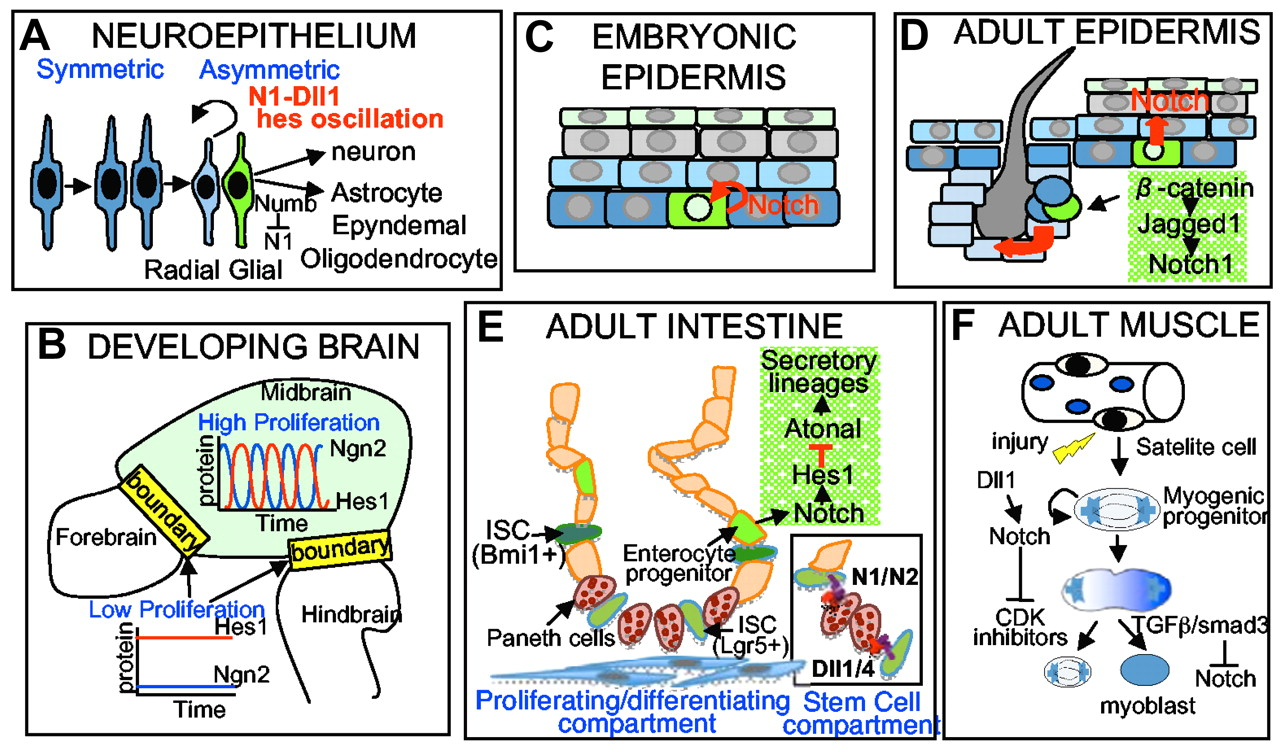 A NEUROEPITHELIUM
Symmetric Asymmetric
N1-Dll1
hes oscillation
neuron
Astrocyte
Numb
Epyndemal
N1
Radial Glial
Oligodendrocyte
B DEVELOPING BRAIN
Midbrain
High Proliferation
protein
Ngn2
Hes1
Time
boundary
boundary
Forebrain
Hindbrain
Low Proliferation
protein
Hes1
Ngn2
Time
C EMBRYONIC
EPIDERMIS
Notch
D ADULT EPIDERMIS
Notch
β-catenin
Jagged1
Notch1
E ADULT INTESTINE
Secretory
lineages
Atonal
Hes1
Notch
ISC
(Bmi1+)
Enterocyte
progenitor
Paneth cells
ISC
(Lgr5+)
N1/N2
Dll1/4
Proliferating/differentiating
compartment
Stem Cell
compartment
F ADULT MUSCLE
injury
Satelite cell
Dll1
Notch
Myogenic
progenitor
CDK
inhibitors
TGFβ/smad3
Notch
myoblast